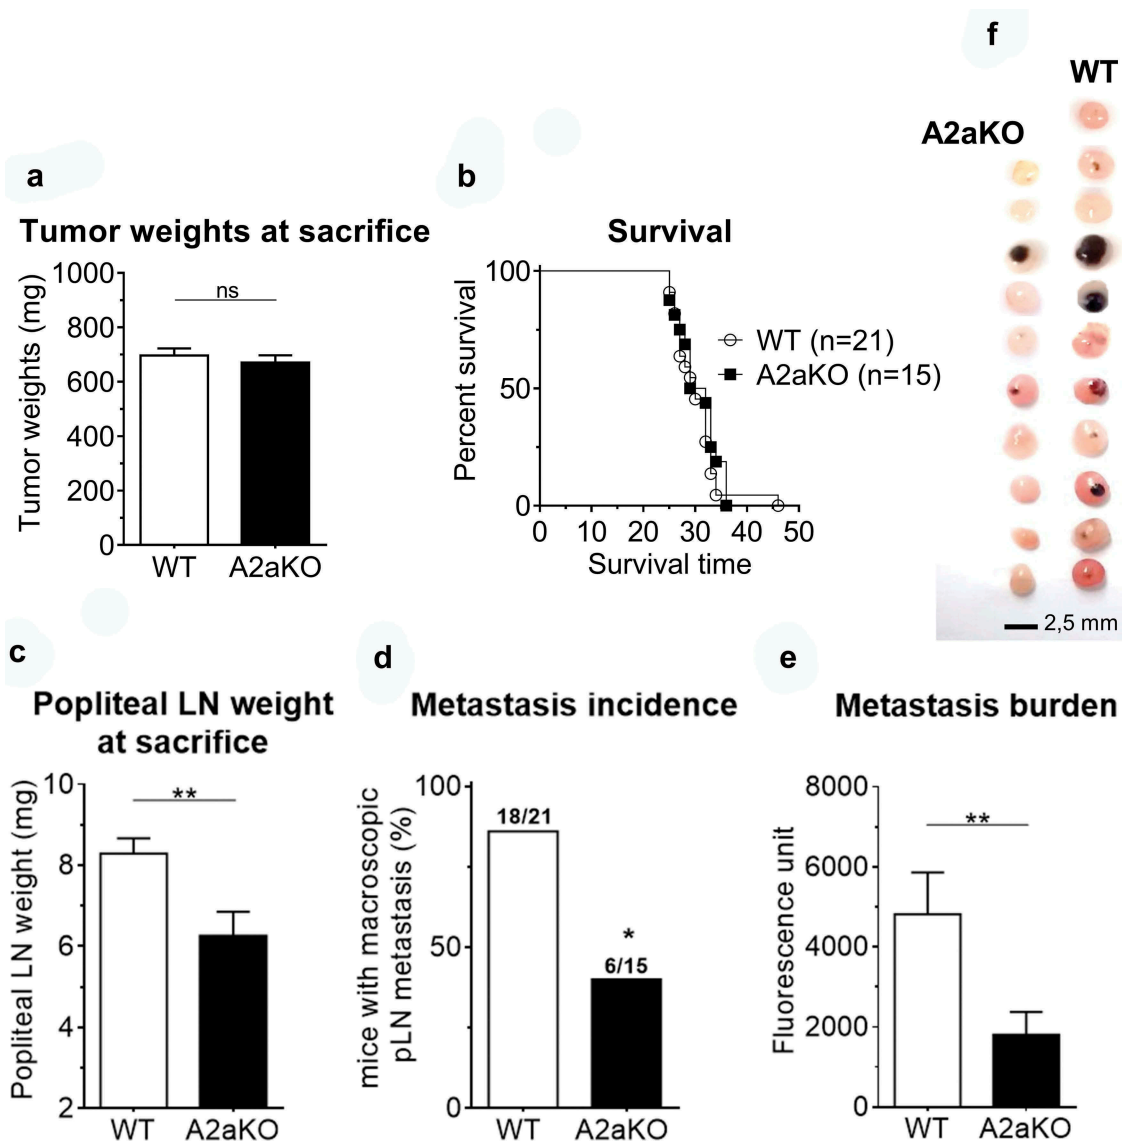 f
WT
A2aKO
2,5 mm
a
Tumor weights at sacrifice
Tumor weights (mg)
1000
800
600
400
200
0
ns
WT
A2aKO
b
Survival
Percent survival
100
50
0
WT (n=21)
A2aKO (n=15)
0 10 20 30 40 50
Survival time
c
Popliteal LN weight
at sacrifice
Popliteal LN weight (mg)
10
8
6
4
2
**
WT
A2aKO
d
Metastasis incidence
mice with macroscopic
pLN metastasis (%)
100
50
0
18/21
*
6/15
WT
A2aKO
e
Metastasis burden
Fluorescence unit
8000
6000
4000
2000
0
**
WT
A2aKO